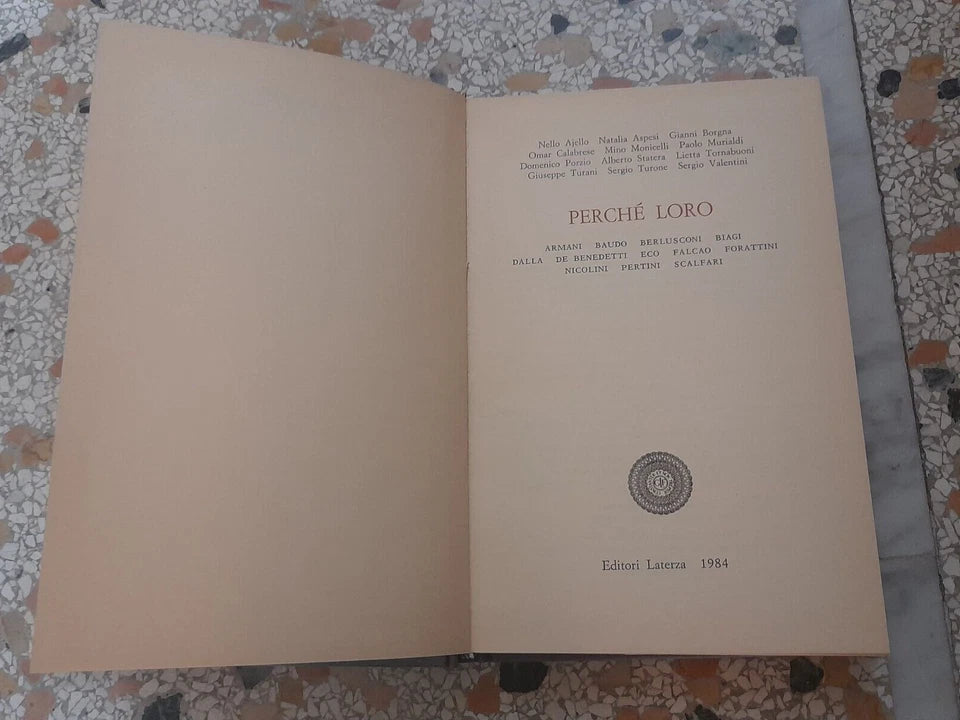 Nello Ajello Natalia Aspesi Gianni Borgna
Omar Calabrese Mino Monicelli Paolo Murialdi
Domenico Porzio Alberto Statera Lietta Tornabuoni
Giuseppe Turani Sergio Turone Sergio Valentini
PERCHÉ LORO
ARMANI BAUDO BERLUSCONI BIAGI
DALLA DE BENEDETTI ECO FALCAO FORATTINI
NICOLINI PERTINI SCALFARI
Editori Laterza 1984